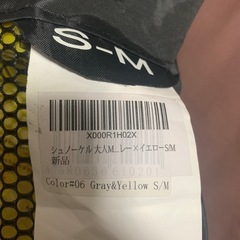 S-M
X000R1H02X
シュノーケル 大人M...レー×イエローS/M
新品
Color#06 Gray&Yellow S/M